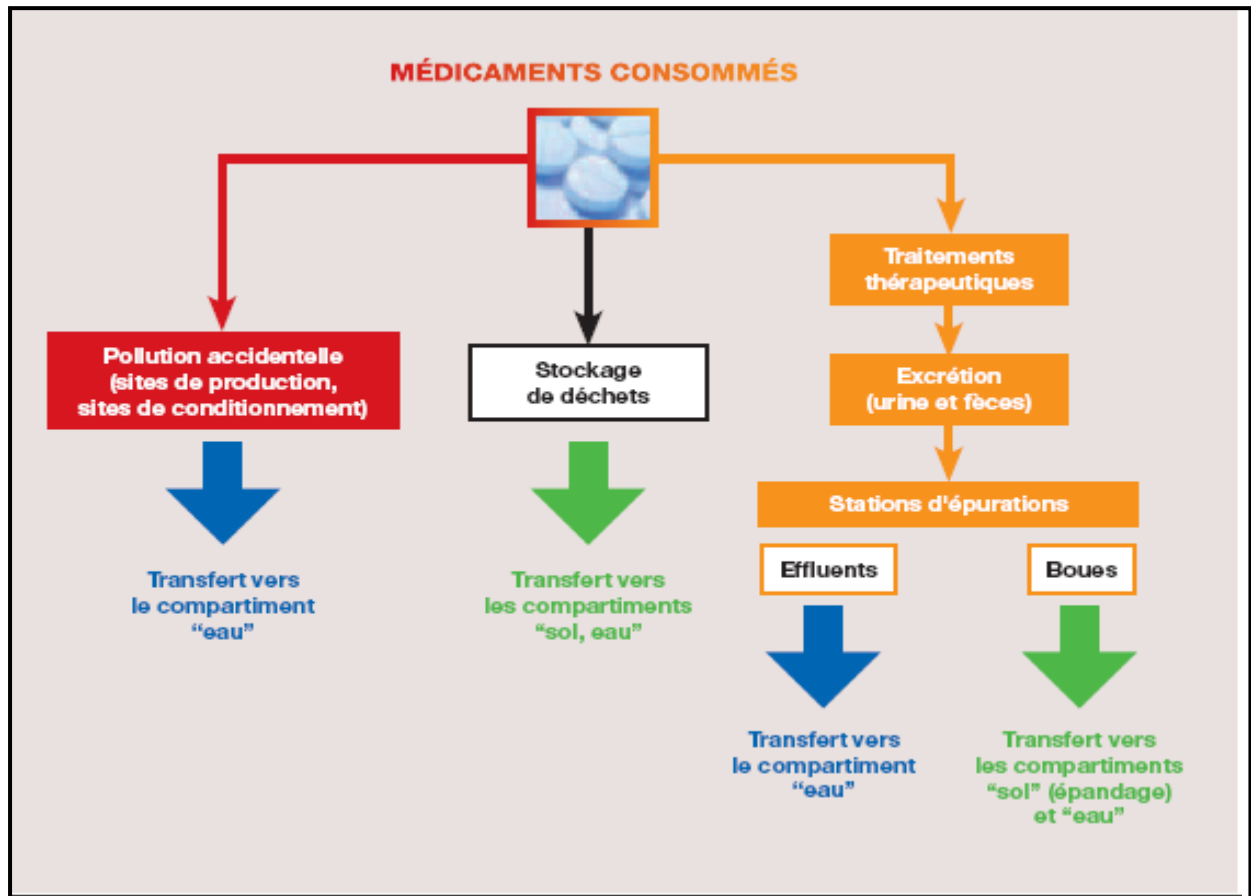 MÉDICAMENTS CONSOMMÉS
Pollution accidentelle
(sites de production,
sites de conditionnement)
Transfert vers
le compartiment
“eau”
Stockage
de déchets
Transfert vers
les compartiments
“sol, eau”
Traitements
thérapeutiques
Excrétion
(urine et fèces)
Stations d'épurations
Effluents
Transfert vers
le compartiment
“eau”
Boues
Transfert vers
les compartiments
“sol” (épandage)
et “eau”